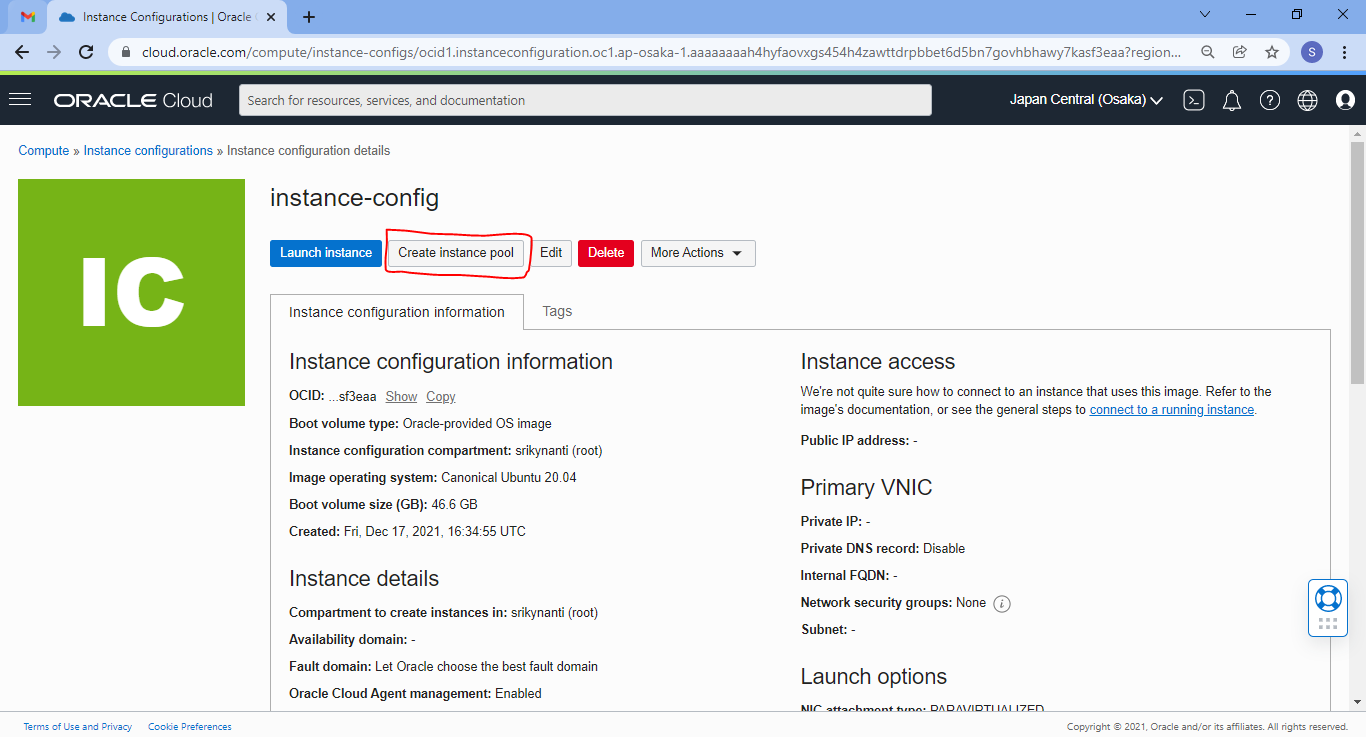 Instance Configurations | Oracle
cloud.oracle.com/compute/instance-configs/ocid1.instanceconfiguration.oc1.ap-osaka-1.aaaaaaaah4hyfaovxgs454h4zawttdrpbbet6d5bn7govhbhawy7kasf3eaa?region...
S
ORACLE Cloud
Search for resources, services, and documentation
Japan Central (Osaka)
Compute » Instance configurations » Instance configuration details
IC
instance-config
Launch instance
Create instance pool
Edit
Delete
More Actions
Instance configuration information
Tags
Instance configuration information
OCID: ...sf3eaa Show Copy
Boot volume type: Oracle-provided OS image
Instance configuration compartment: srikynanti (root)
Image operating system: Canonical Ubuntu 20.04
Boot volume size (GB): 46.6 GB
Created: Fri, Dec 17, 2021, 16:34:55 UTC
Instance details
Compartment to create instances in: srikynanti (root)
Availability domain: -
Fault domain: Let Oracle choose the best fault domain
Oracle Cloud Agent management: Enabled
Instance access
We're not quite sure how to connect to an instance that uses this image. Refer to the
image's documentation, or see the general steps to connect to a running instance.
Public IP address: -
Primary VNIC
Private IP: -
Private DNS record: Disable
Internal FQDN: -
Network security groups: None
Subnet: -
Launch options
NIC attachment type: PARAVIRTUALIZED
Terms of Use and Privacy
Cookie Preferences
Copyright © 2021, Oracle and/or its affiliates. All rights reserved.